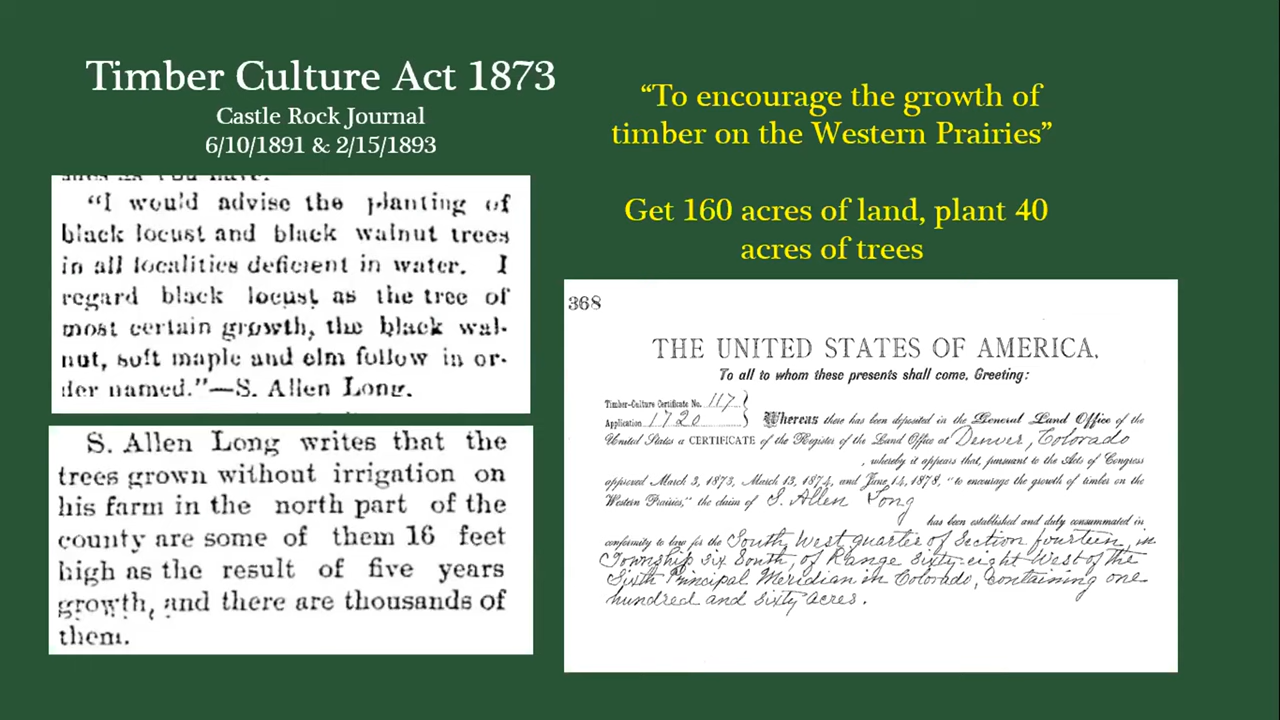 Timber Culture Act 1873
Castle Rock Journal
6/10/1891 & 2/15/1893
“I would advise the planting of
black locust and black walnut trees
in all localities deficient in water. I
regard black locust as the tree of
most certain growth, the black wal-
nut, soft maple and elm follow in or-
der named.”—S. Allen Long.
S. Allen Long writes that the
trees grown without irrigation on
his farm in the north part of the
county are some of them 16 feet
high as the result of five years
growth, and there are thousands of
them.
“To encourage the growth of
timber on the Western Prairies”
Get 160 acres of land, plant 40
acres of trees
368
THE UNITED STATES OF AMERICA,
To all to whom these presents shall come, Greeting:
Timber-Culture Certificate No. 117
Application 1720
Whereas there has been deposited in the General Land Office of the
United States a CERTIFICATE of the Register of the Land Office at Denver, Colorado
, whereby it appears that, pursuant to the Acts of Congress
approved March 3, 1873, March 13, 1874, and June 14, 1878, “to encourage the growth of timber on the
Western Prairies,” the claim of S. Allen Long
has been established and duly consummated in
conformity to law for the South West quarter of Section fourteen, in
Township Six South, of Range Sixty-eight West of the
Sixth Principal Meridian in Colorado, containing one
hundred and sixty acres.